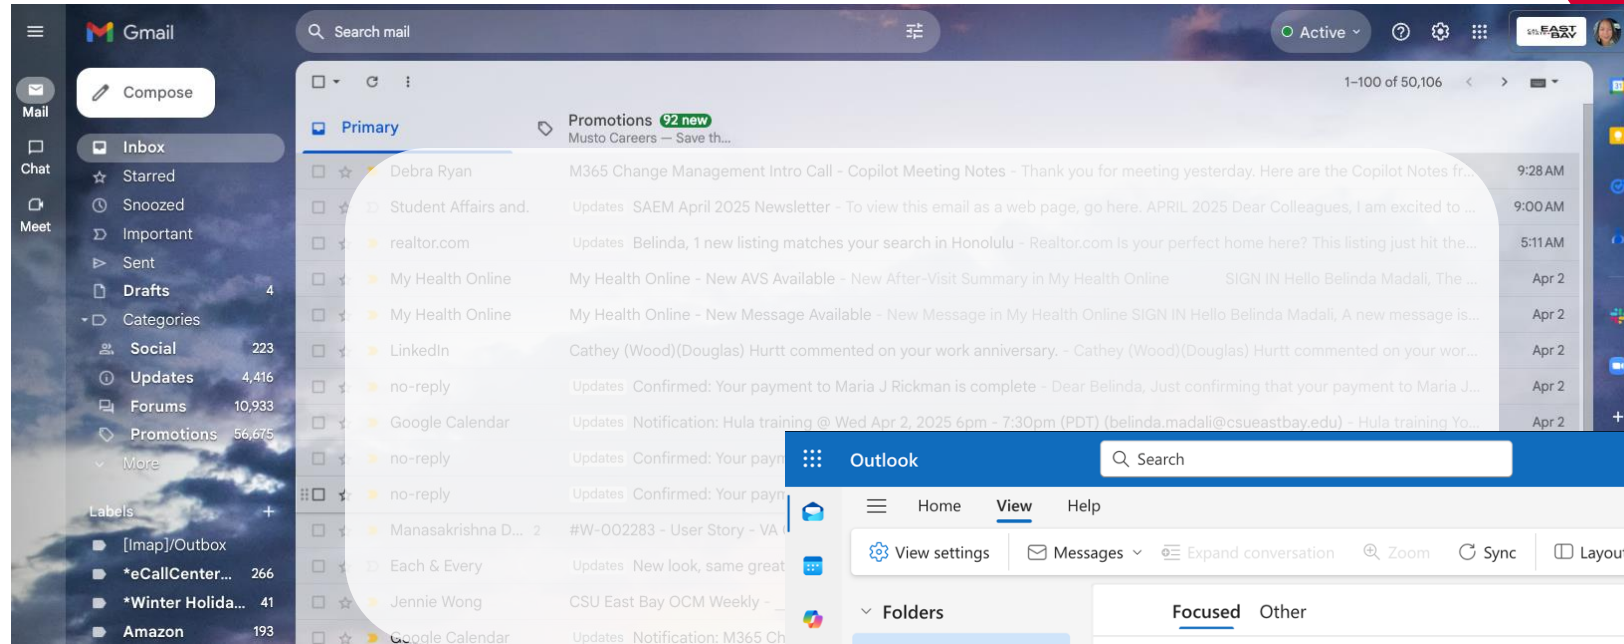 Gmail
Search mail
Active
EAST BAY
Mail
Chat
Meet
Compose
Inbox
Starred
Snoozed
Important
Sent
Drafts 4
Categories
Social 223
Updates 4,416
Forums 10,933
Promotions 56,675
More
Labels
[Imap]/Outbox
*eCallCenter... 266
*Winter Holida... 41
Amazon 193
1–100 of 50,106
Primary
Promotions 92 new
Musto Careers — Save th...
Debra Ryan M365 Change Management Intro Call - Copilot Meeting Notes - Thank you for meeting yesterday. Here are the Copilot Notes fr... 9:28 AM
Student Affairs and. Updates SAEM April 2025 Newsletter - To view this email as a web page, go here. APRIL 2025 Dear Colleagues, I am excited to ... 9:00 AM
realtor.com Updates Belinda, 1 new listing matches your search in Honolulu - Realtor.com Is your perfect home here? This listing just hit the... 5:11 AM
My Health Online My Health Online - New AVS Available - New After-Visit Summary in My Health Online SIGN IN Hello Belinda Madali, The ... Apr 2
My Health Online My Health Online - New Message Available - New Message in My Health Online SIGN IN Hello Belinda Madali, A new message is... Apr 2
LinkedIn Cathey (Wood)(Douglas) Hurtt commented on your work anniversary. - Cathey (Wood)(Douglas) Hurtt commented on your wor... Apr 2
no-reply Updates Confirmed: Your payment to Maria J Rickman is complete - Dear Belinda, Just confirming that your payment to Maria J... Apr 2
Google Calendar Updates Notification: Hula training @ Wed Apr 2, 2025 6pm - 7:30pm (PDT) (belinda.madali@csueastbay.edu) - Hula training Yo... Apr 2
no-reply Updates Confirmed: Your paym
no-reply Updates Confirmed: Your paym
Manasakrishna D... 2 #W-002283 - User Story - VA
Each & Every Updates New look, same great
Jennie Wong CSU East Bay OCM Weekly -
Google Calendar Updates Notification: M365 Ch
Outlook
Search
Home View Help
View settings Messages Expand conversation Zoom Sync Layou
Folders
Focused Other